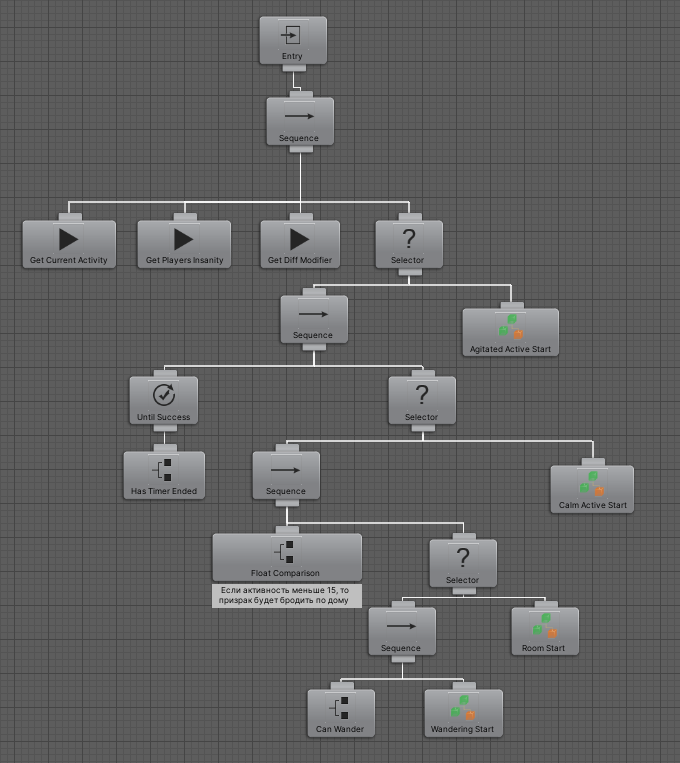 Entry
Sequence
Get Current Activity
Get Players Insanity
Get Diff Modifier
Selector
Sequence
Agitated Active Start
Until Success
Selector
Has Timer Ended
Sequence
Calm Active Start
Float Comparison
Если активность меньше 15, то
призрак будет бродить по дому
Selector
Sequence
Room Start
Can Wander
Wandering Start